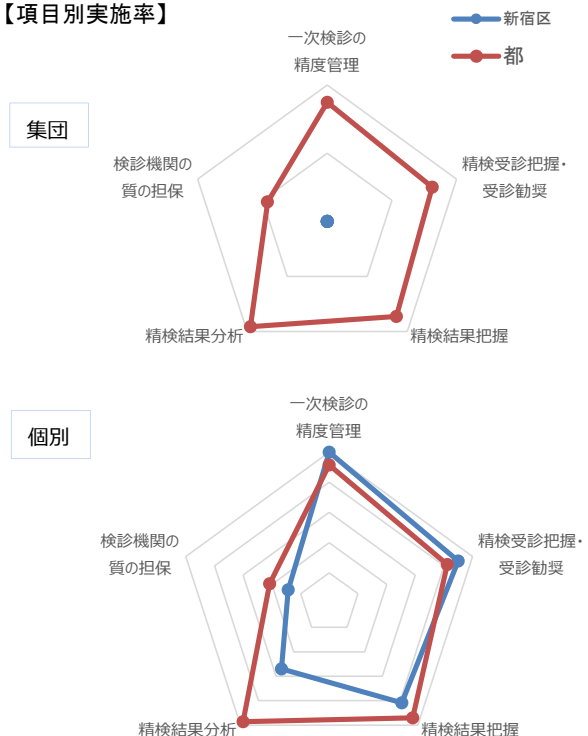 【項目別実施率】
新宿区
都
集団
一次検診の
精度管理
精検受診把握・
受診勧奨
精検結果把握
精検結果分析
検診機関の
質の担保
個別
一次検診の
精度管理
精検受診把握・
受診勧奨
精検結果把握
精検結果分析
検診機関の
質の担保